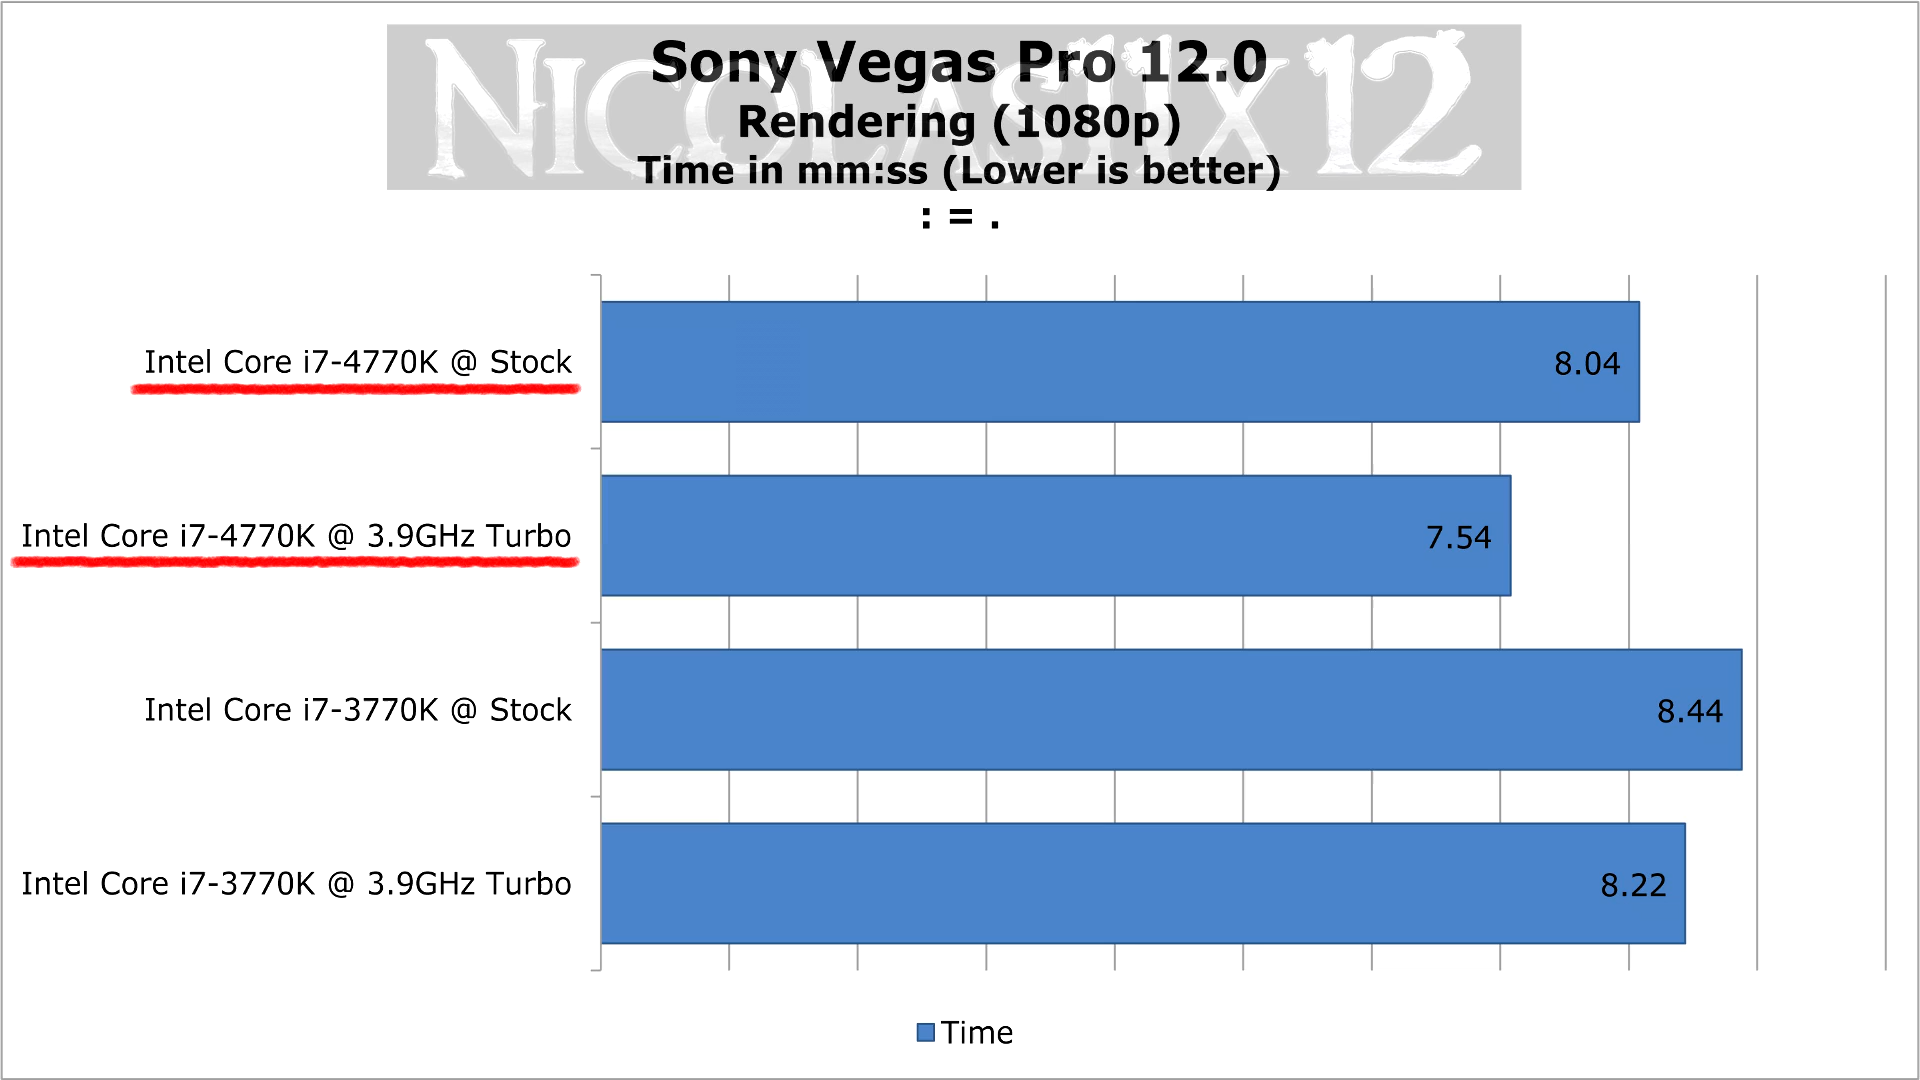 NICOLAS11X12
Sony Vegas Pro 12.0
Rendering (1080p)
Time in mm:ss (Lower is better)
: = .
Intel Core i7-4770K @ Stock
8.04
Intel Core i7-4770K @ 3.9GHz Turbo
7.54
Intel Core i7-3770K @ Stock
8.44
Intel Core i7-3770K @ 3.9GHz Turbo
8.22
Time